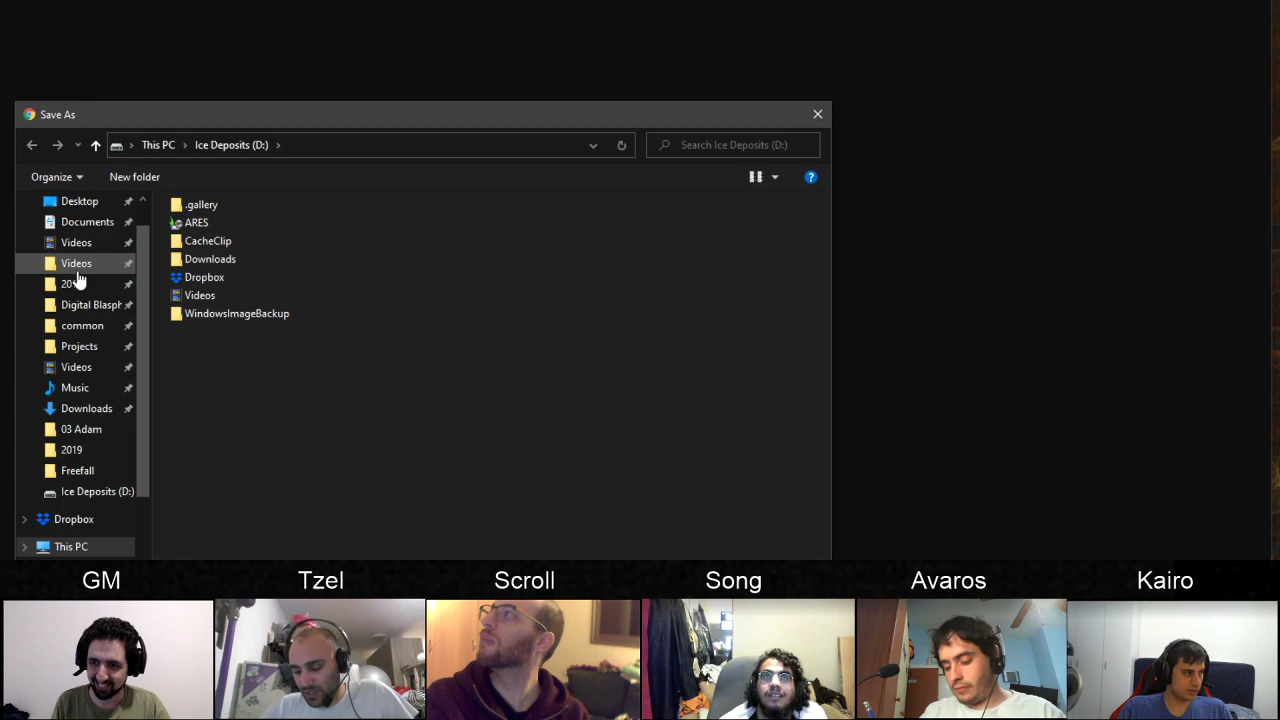 Save As
This PC
Ice Deposits (D:)
Search Ice Deposits (D:)
Organize
New folder
Desktop
Documents
Videos
Videos
Digital Blasph
common
Projects
Videos
Music
Downloads
03 Adam
2019
Freefall
Ice Deposits (D:)
Dropbox
This PC
.gallery
ARES
CacheClip
Downloads
Dropbox
Videos
WindowsImageBackup
GM
Tzel
Scroll
Song
Avaros
Kairo